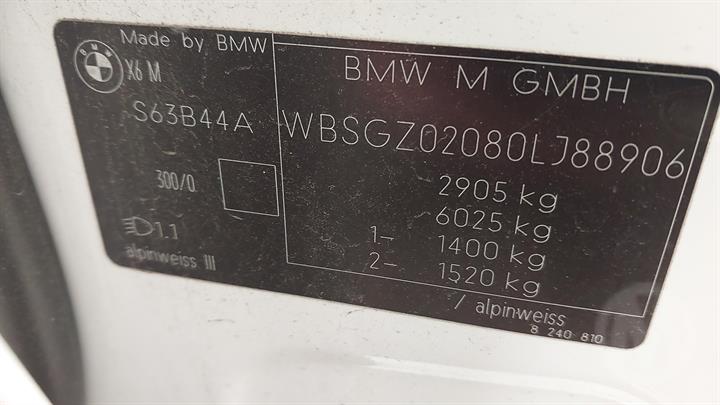 BMW
Made by BMW
X6 M
S63B44A
300/0
1.1
alpinweiss III
BMW M GMBH
WBSGZ02080LJ88906
2905 kg
6025 kg
1- 1400 kg
2- 1520 kg
/ alpinweiss
8 240 810